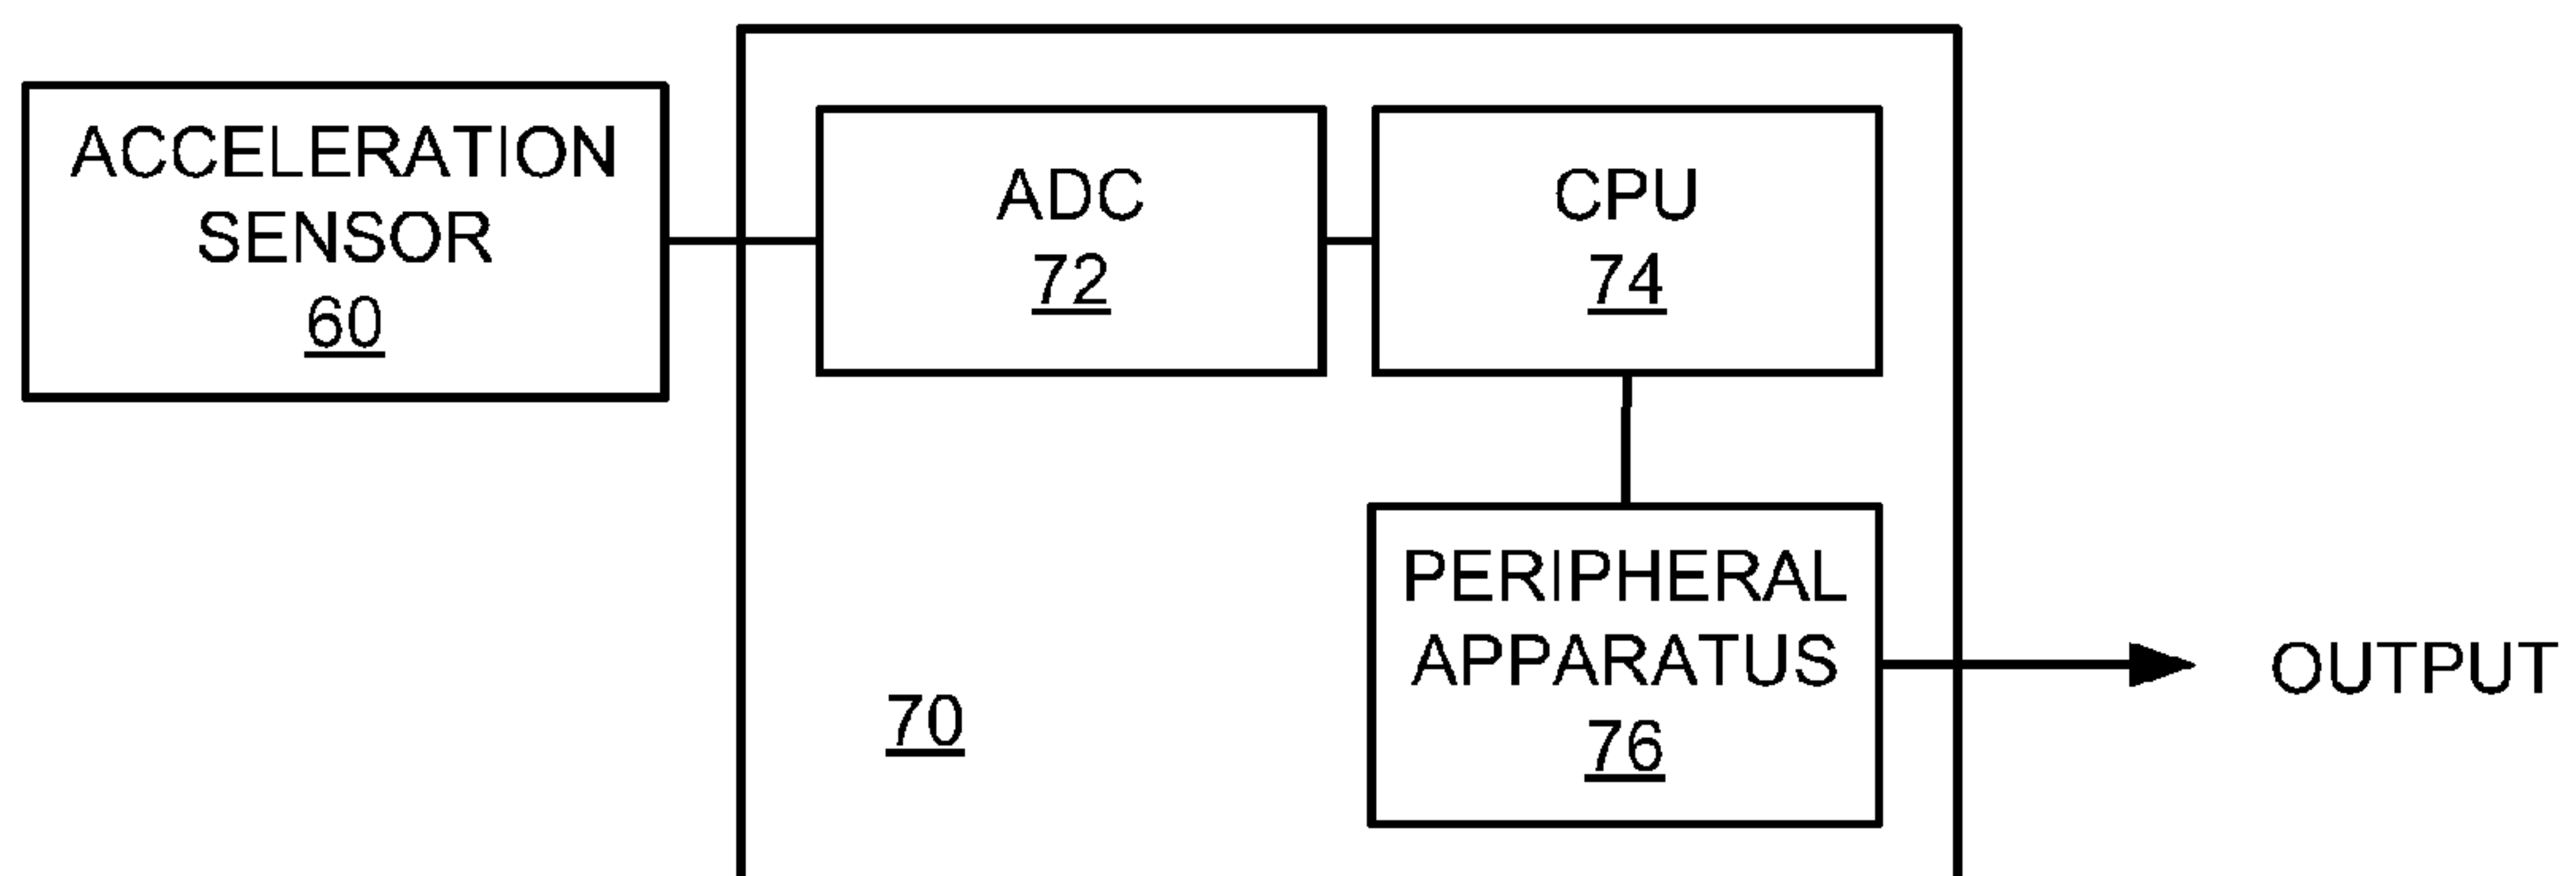 ACCELERATION
SENSOR
60
ADC
72
CPU
74
PERIPHERAL
APPARATUS
76
70
OUTPUT